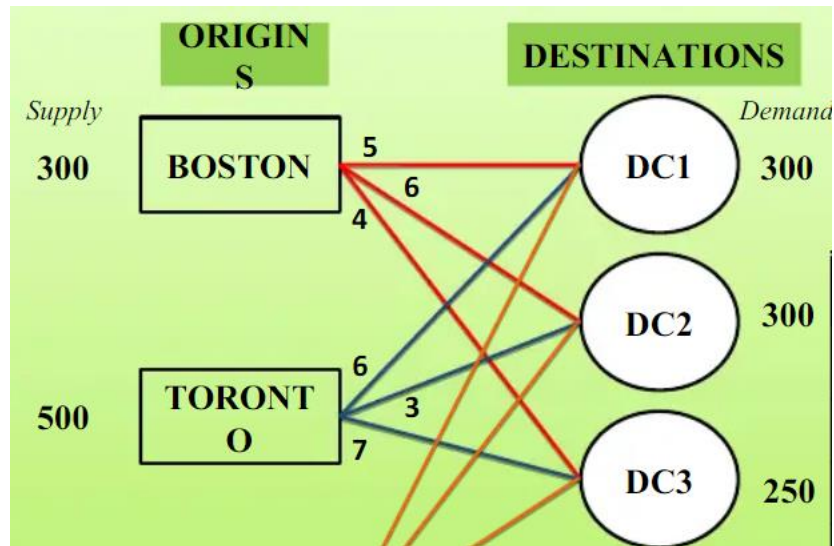 ORIGIN
S
DESTINATIONS
Supply
Demand
300
BOSTON
5
6
4
DC1
300
DC2
300
500
TORONT
O
6
3
7
DC3
250